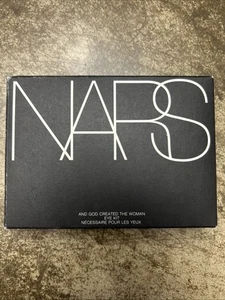 NARS
AND GOD CREATED THE WOMAN
EYE KIT
NÉCESSAIRE POUR LES YEUX